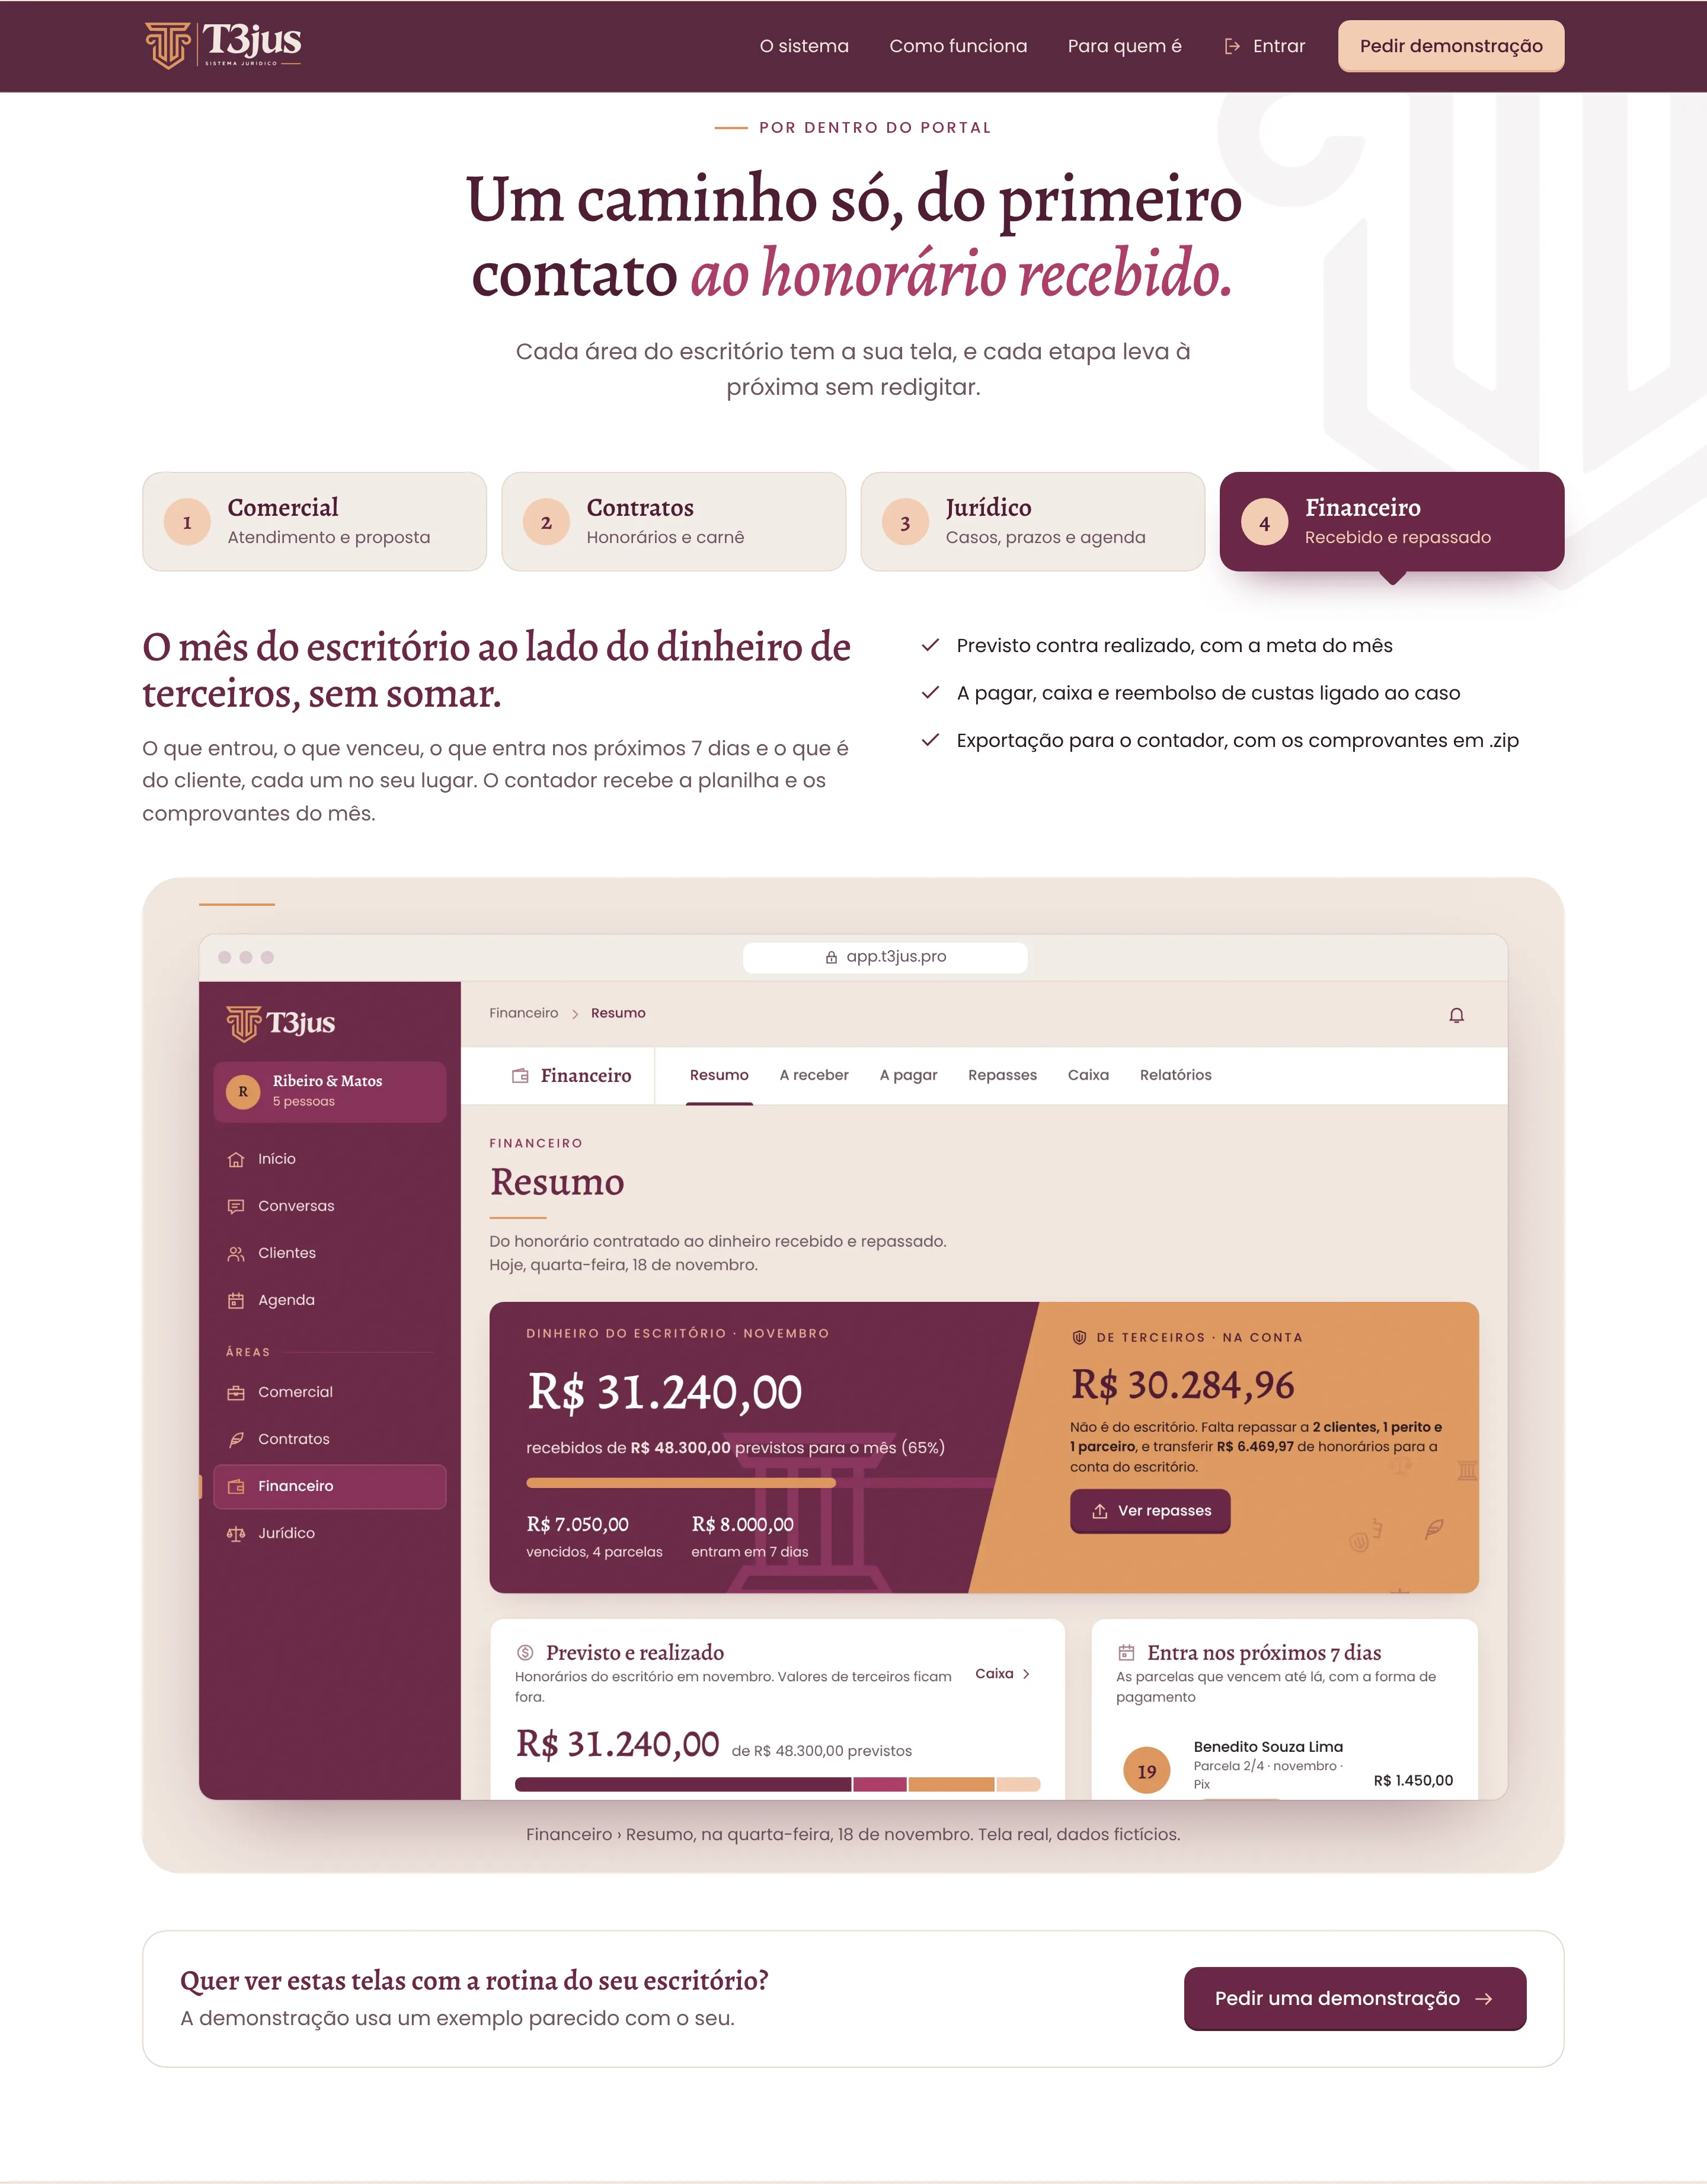 T3jus
SISTEMA JURÍDICO
O sistema
Como funciona
Para quem é
Entrar
Pedir demonstração
POR DENTRO DO PORTAL
Um caminho só, do primeiro
contato ao honorário recebido.
Cada área do escritório tem a sua tela, e cada etapa leva à
próxima sem redigitar.
1
Comercial
Atendimento e proposta
2
Contratos
Honorários e carnê
3
Jurídico
Casos, prazos e agenda
4
Financeiro
Recebido e repassado
O mês do escritório ao lado do dinheiro de
terceiros, sem somar.
O que entrou, o que venceu, o que entra nos próximos 7 dias e o que é
do cliente, cada um no seu lugar. O contador recebe a planilha e os
comprovantes do mês.
Previsto contra realizado, com a meta do mês
A pagar, caixa e reembolso de custas ligado ao caso
Exportação para o contador, com os comprovantes em .zip
app.t3jus.pro
T3jus
R
Ribeiro & Matos
5 pessoas
Início
Conversas
Clientes
Agenda
ÁREAS
Comercial
Contratos
Financeiro
Jurídico
Financeiro > Resumo
Financeiro
Resumo
A receber
A pagar
Repasses
Caixa
Relatórios
FINANCEIRO
Resumo
Do honorário contratado ao dinheiro recebido e repassado.
Hoje, quarta-feira, 18 de novembro.
DINHEIRO DO ESCRITÓRIO · NOVEMBRO
R$ 31.240,00
recebidos de R$ 48.300,00 previstos para o mês (65%)
R$ 7.050,00
vencidos, 4 parcelas
R$ 8.000,00
entram em 7 dias
DE TERCEIROS · NA CONTA
R$ 30.284,96
Não é do escritório. Falta repassar a 2 clientes, 1 perito e
1 parceiro, e transferir R$ 6.469,97 de honorários para a
conta do escritório.
Ver repasses
Previsto e realizado
Honorários do escritório em novembro. Valores de terceiros ficam
fora.
Caixa >
R$ 31.240,00 de R$ 48.300,00 previstos
Entra nos próximos 7 dias
As parcelas que vencem até lá, com a forma de
pagamento
19
Benedito Souza Lima
Parcela 2/4 · novembro ·
Pix
R$ 1.450,00
Financeiro › Resumo, na quarta-feira, 18 de novembro. Tela real, dados fictícios.
Quer ver estas telas com a rotina do seu escritório?
A demonstração usa um exemplo parecido com o seu.
Pedir uma demonstração